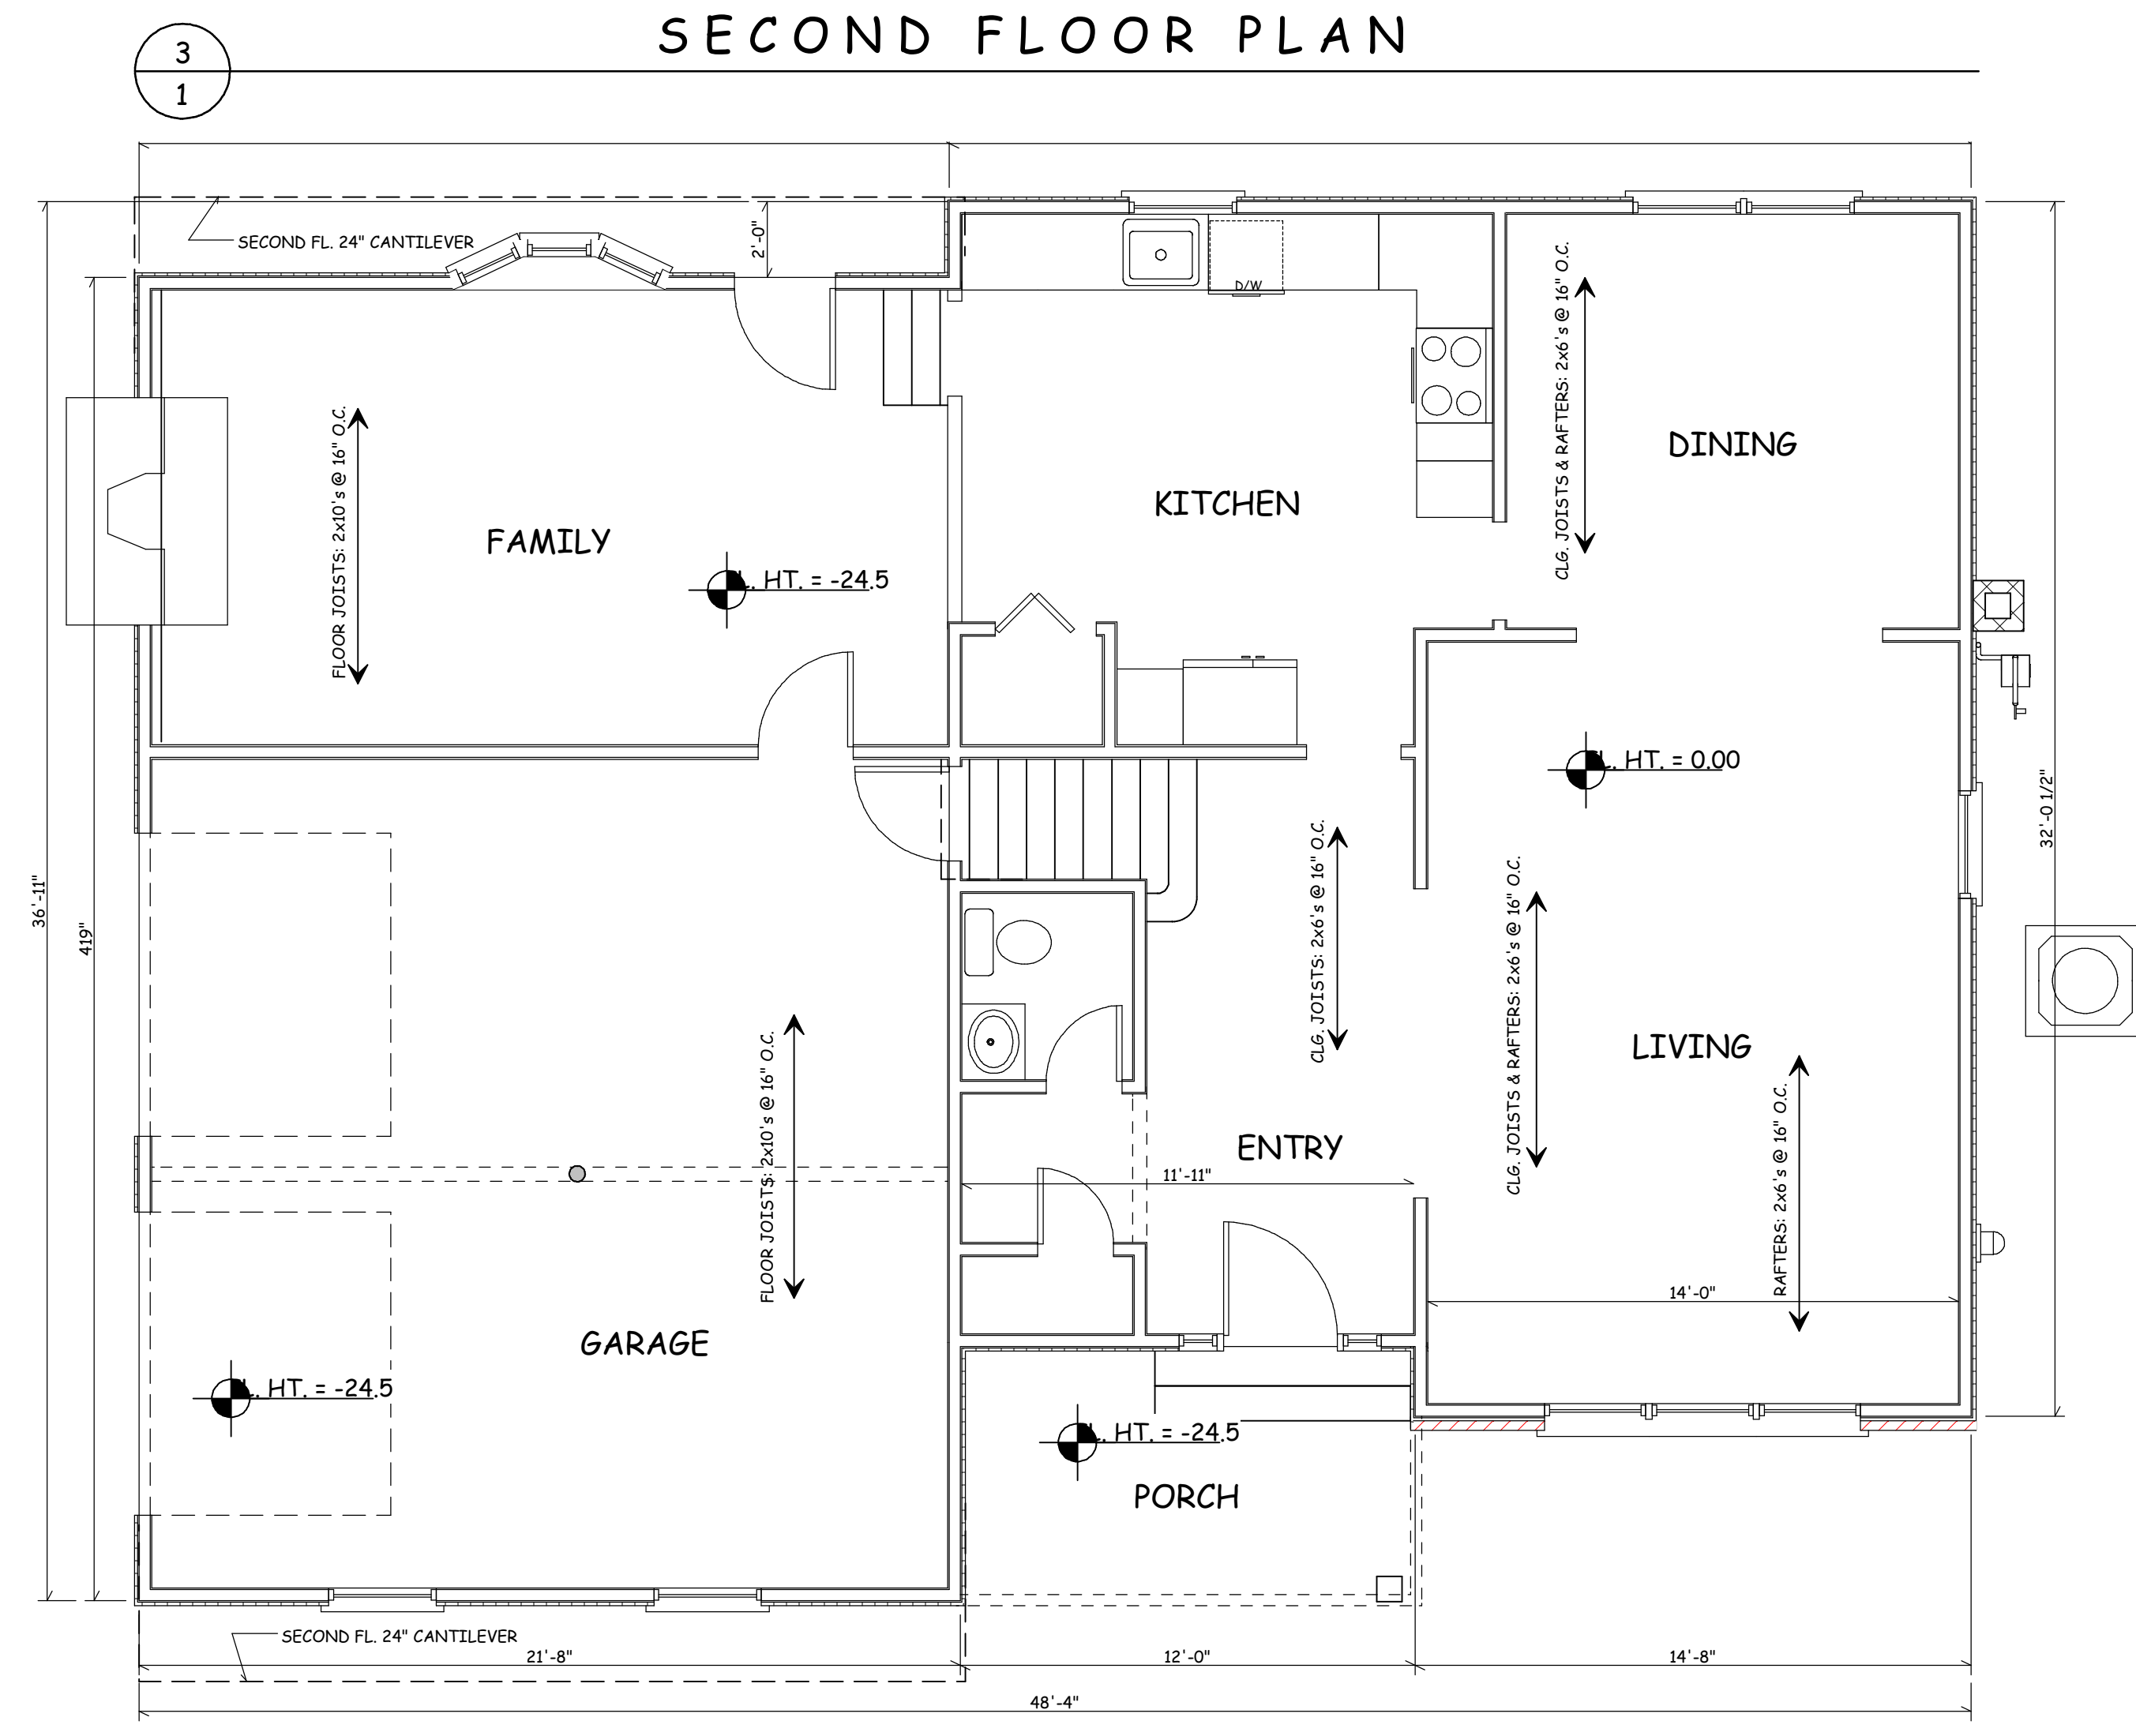 SECOND FLOOR PLAN
3
1
SECOND FL. 24" CANTILEVER
2'-0"
D/W
FLOOR JOISTS: 2x10's @ 16" O.C.
FAMILY
KITCHEN
DINING
CLG. JOISTS & RAFTERS: 2x6's @ 16" O.C.
L. HT. = -24.5
L. HT. = 0.00
36'-11"
419"
32'-0 1/2"
CLG. JOISTS: 2x6's @ 16" O.C.
CLG. JOISTS & RAFTERS: 2x6's @ 16" O.C.
LIVING
RAFTERS: 2x6's @ 16" O.C.
FLOOR JOISTS: 2x10's @ 16" O.C.
ENTRY
11'-11"
14'-0"
GARAGE
L. HT. = -24.5
L. HT. = -24.5
PORCH
SECOND FL. 24" CANTILEVER
21'-8"
12'-0"
14'-8"
48'-4"